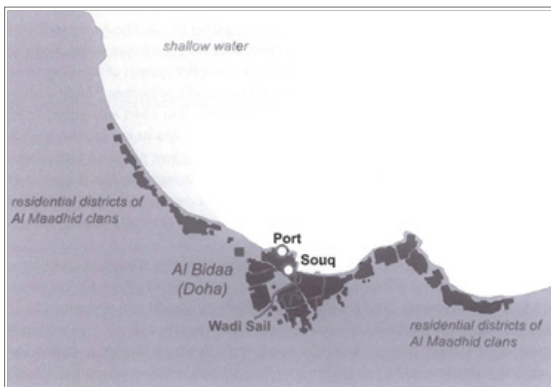 shallow water
residential districts of
Al Maadhid clans
Port
Souq
Al Bidaa
(Doha)
Wadi Sail
residential districts of
Al Maadhid clans